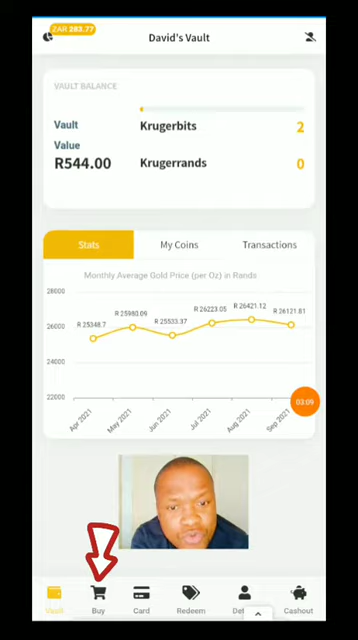 ZAR 283.77
David's Vault
VAULT BALANCE
Vault
Value
R544.00
Krugerbits 2
Krugerrands 0
Stats My Coins Transactions
Monthly Average Gold Price (per Oz) in Rands
28000
26000
24000
22000
R 25348.7 R 25980.09 R 25533.37 R 26223.05 R 26421.12 R 26121.81
Apr 2021 May 2021 Jun 2021 Jul 2021 Aug 2021 Sep 2021
03:09
Vault Buy Card Redeem Cashout